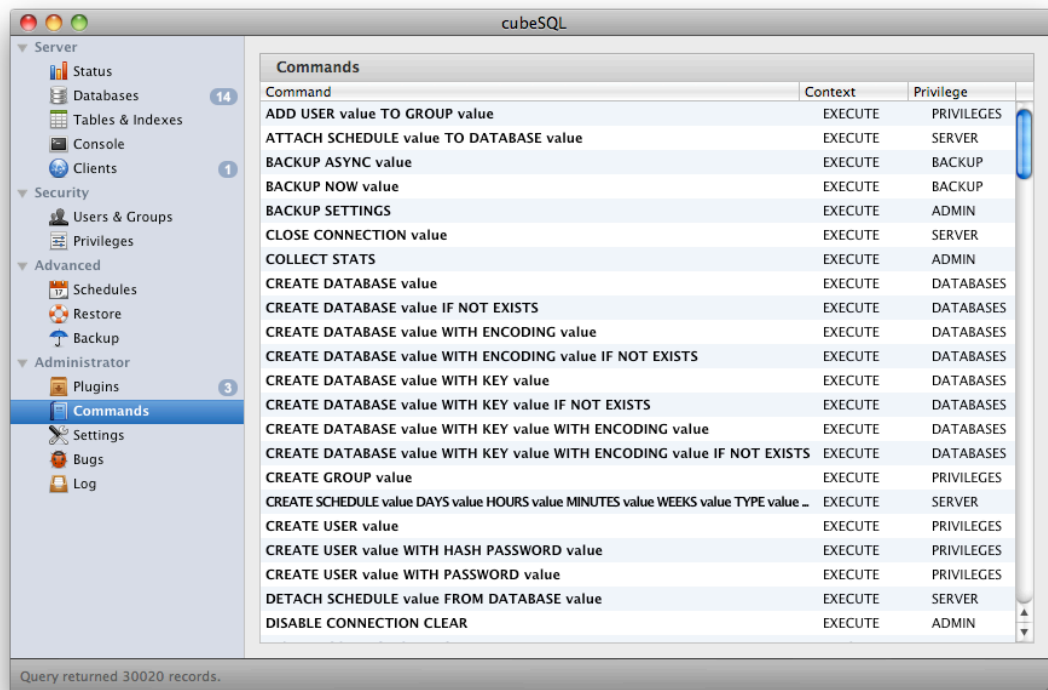 cubeSQL
Server
Status
Databases 14
Tables & Indexes
Console
Clients 1
Security
Users & Groups
Privileges
Advanced
17 Schedules
Restore
Backup
Administrator
Plugins 3
Commands
Settings
Bugs
Log
Commands
Command Context Privilege
ADD USER value TO GROUP value EXECUTE PRIVILEGES
ATTACH SCHEDULE value TO DATABASE value EXECUTE SERVER
BACKUP ASYNC value EXECUTE BACKUP
BACKUP NOW value EXECUTE BACKUP
BACKUP SETTINGS EXECUTE ADMIN
CLOSE CONNECTION value EXECUTE SERVER
COLLECT STATS EXECUTE ADMIN
CREATE DATABASE value EXECUTE DATABASES
CREATE DATABASE value IF NOT EXISTS EXECUTE DATABASES
CREATE DATABASE value WITH ENCODING value EXECUTE DATABASES
CREATE DATABASE value WITH ENCODING value IF NOT EXISTS EXECUTE DATABASES
CREATE DATABASE value WITH KEY value EXECUTE DATABASES
CREATE DATABASE value WITH KEY value IF NOT EXISTS EXECUTE DATABASES
CREATE DATABASE value WITH KEY value WITH ENCODING value EXECUTE DATABASES
CREATE DATABASE value WITH KEY value WITH ENCODING value IF NOT EXISTS EXECUTE DATABASES
CREATE GROUP value EXECUTE PRIVILEGES
CREATE SCHEDULE value DAYS value HOURS value MINUTES value WEEKS value TYPE value ... EXECUTE SERVER
CREATE USER value EXECUTE PRIVILEGES
CREATE USER value WITH HASH PASSWORD value EXECUTE PRIVILEGES
CREATE USER value WITH PASSWORD value EXECUTE PRIVILEGES
DETACH SCHEDULE value FROM DATABASE value EXECUTE SERVER
DISABLE CONNECTION CLEAR EXECUTE ADMIN
Query returned 30020 records.